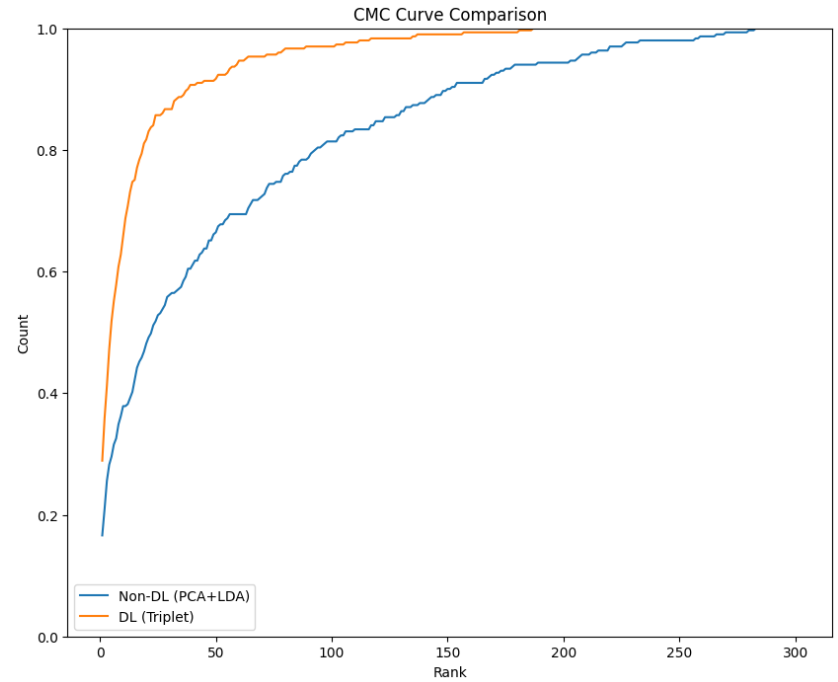 CMC Curve Comparison
1.0
0.8
0.6
0.4
0.2
0.0
Count
Non-DL (PCA+LDA)
DL (Triplet)
0 50 100 150 200 250 300
Rank